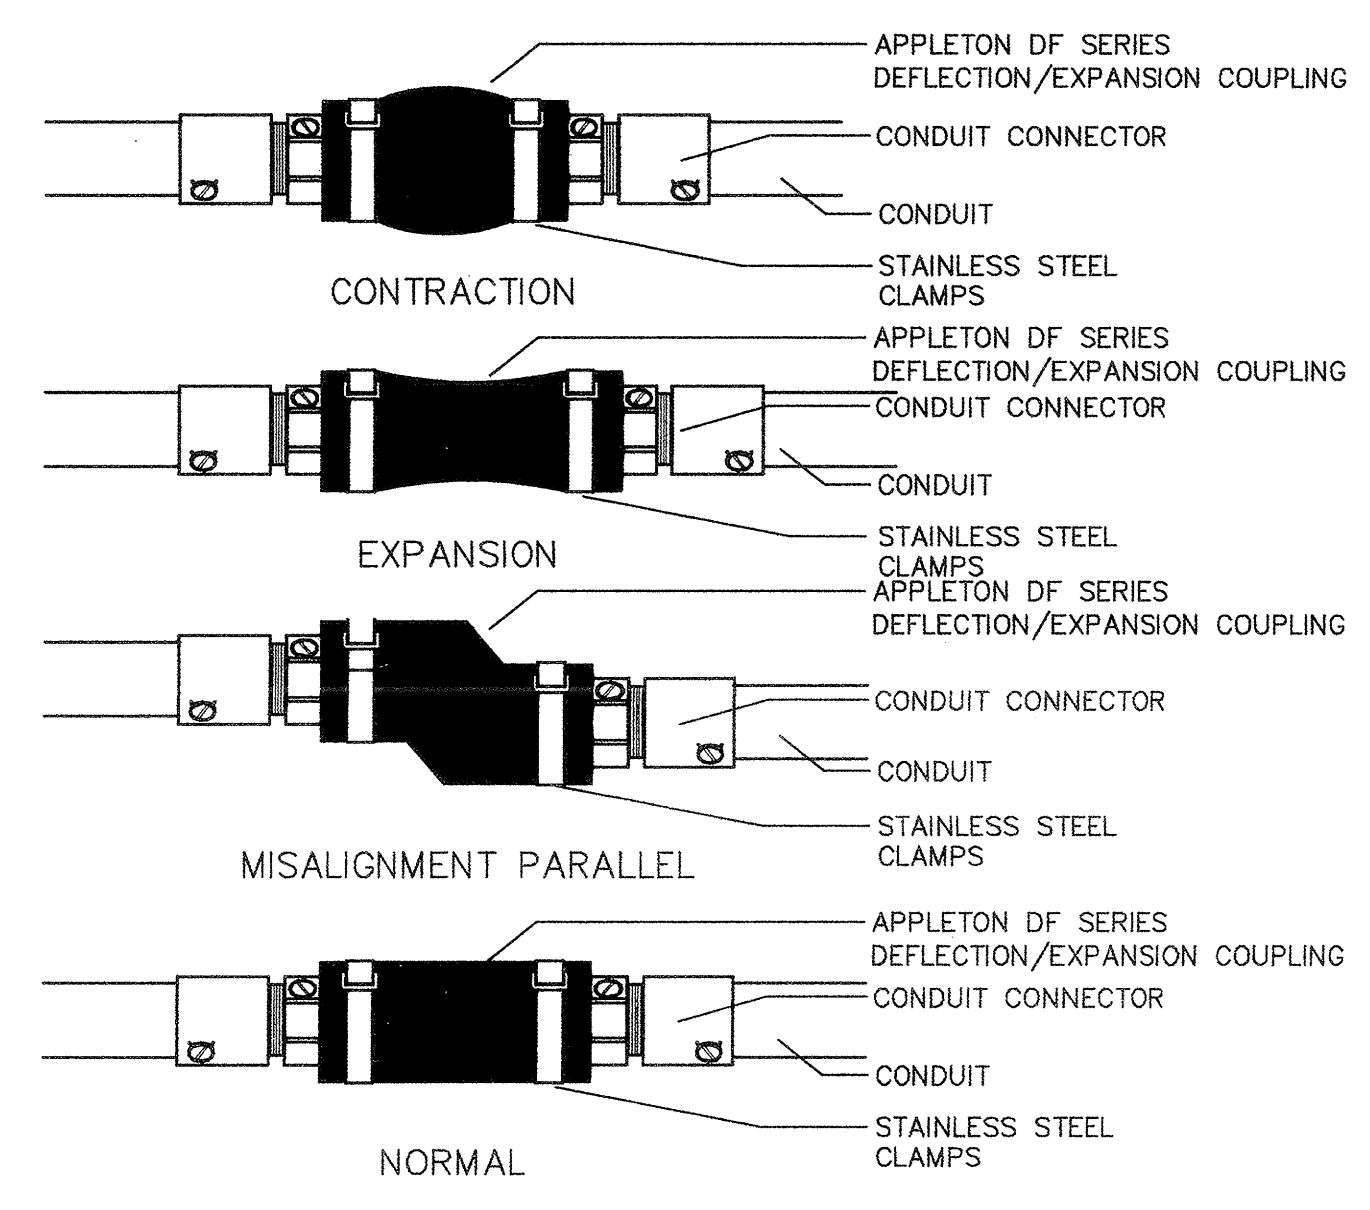 APPLETON DF SERIES
DEFLECTION/EXPANSION COUPLING
CONDUIT CONNECTOR
CONDUIT
STAINLESS STEEL
CLAMPS
CONTRACTION
APPLETON DF SERIES
DEFLECTION/EXPANSION COUPLING
CONDUIT CONNECTOR
CONDUIT
STAINLESS STEEL
CLAMPS
EXPANSION
APPLETON DF SERIES
DEFLECTION/EXPANSION COUPLING
CONDUIT CONNECTOR
CONDUIT
STAINLESS STEEL
CLAMPS
MISALIGNMENT PARALLEL
APPLETON DF SERIES
DEFLECTION/EXPANSION COUPLING
CONDUIT CONNECTOR
CONDUIT
STAINLESS STEEL
CLAMPS
NORMAL